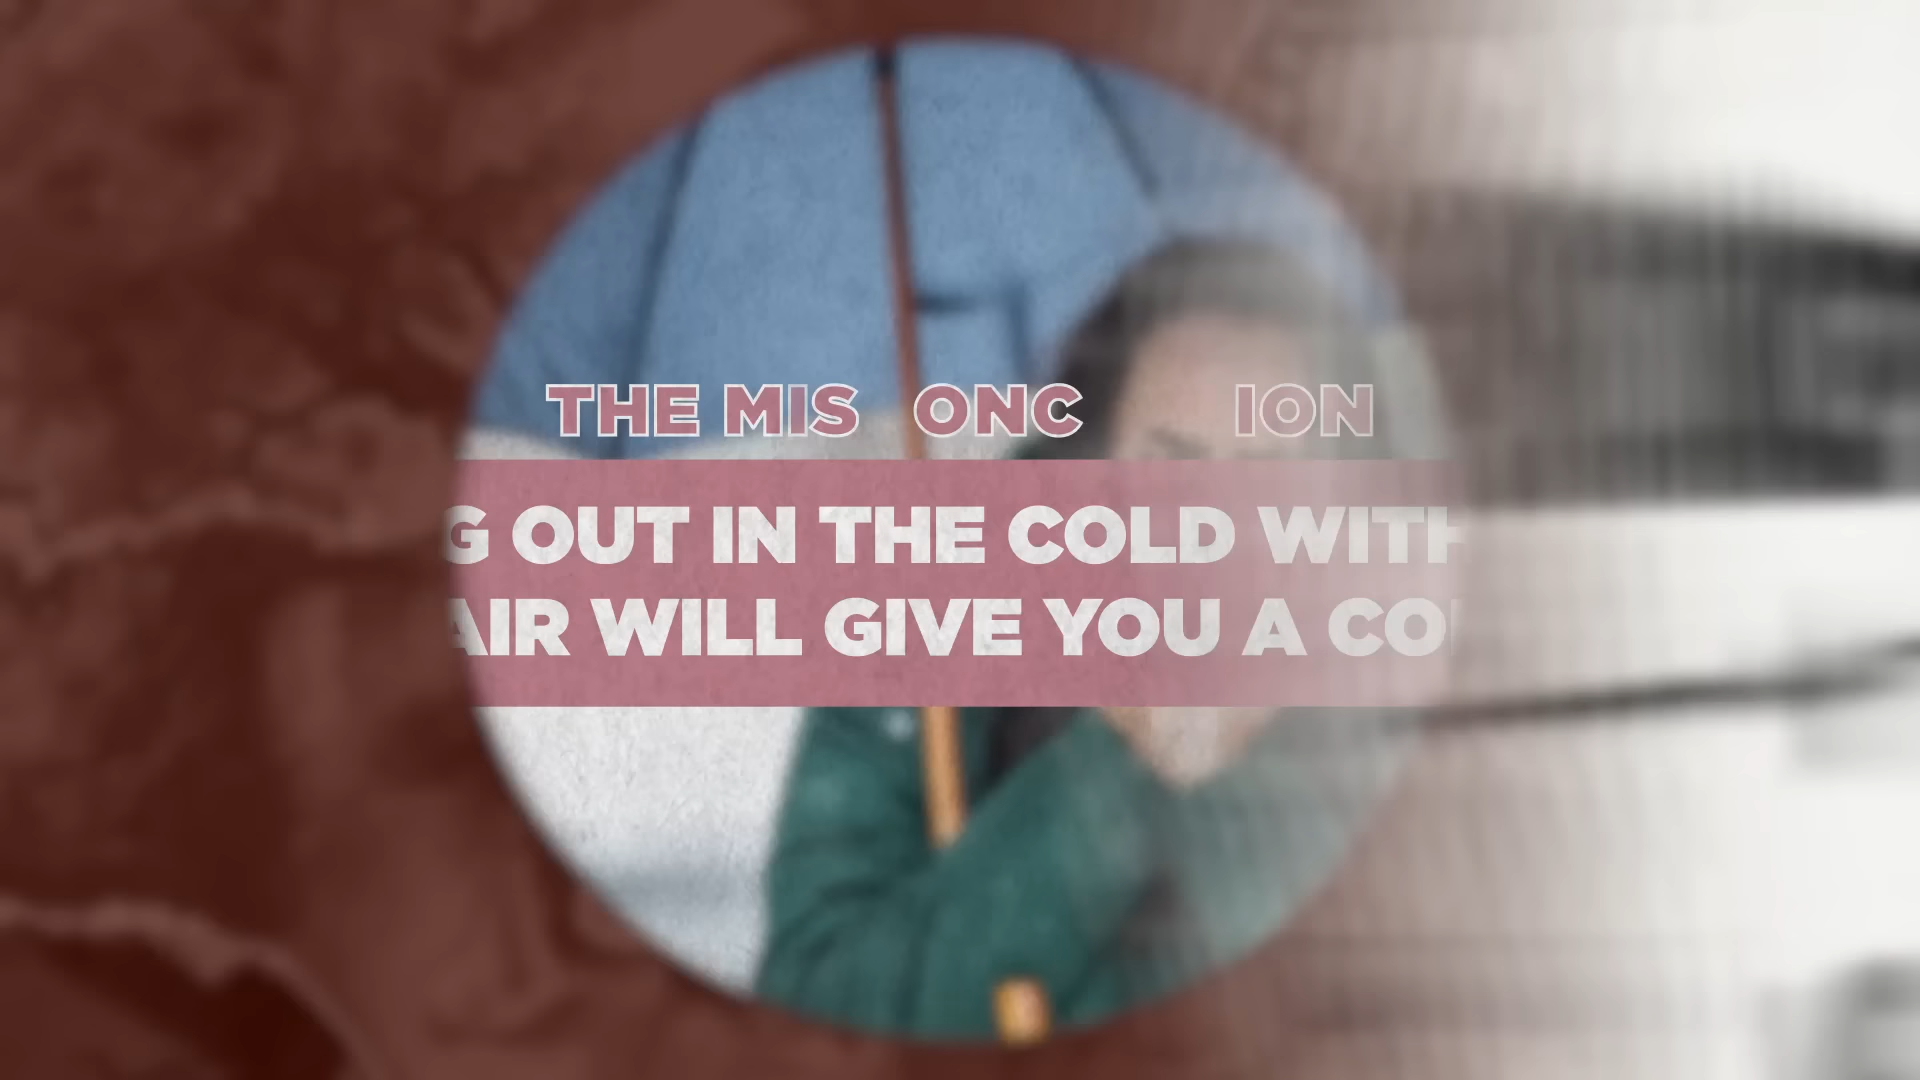 THE MIS ONC ION
G OUT IN THE COLD WITH
AIR WILL GIVE YOU A CO